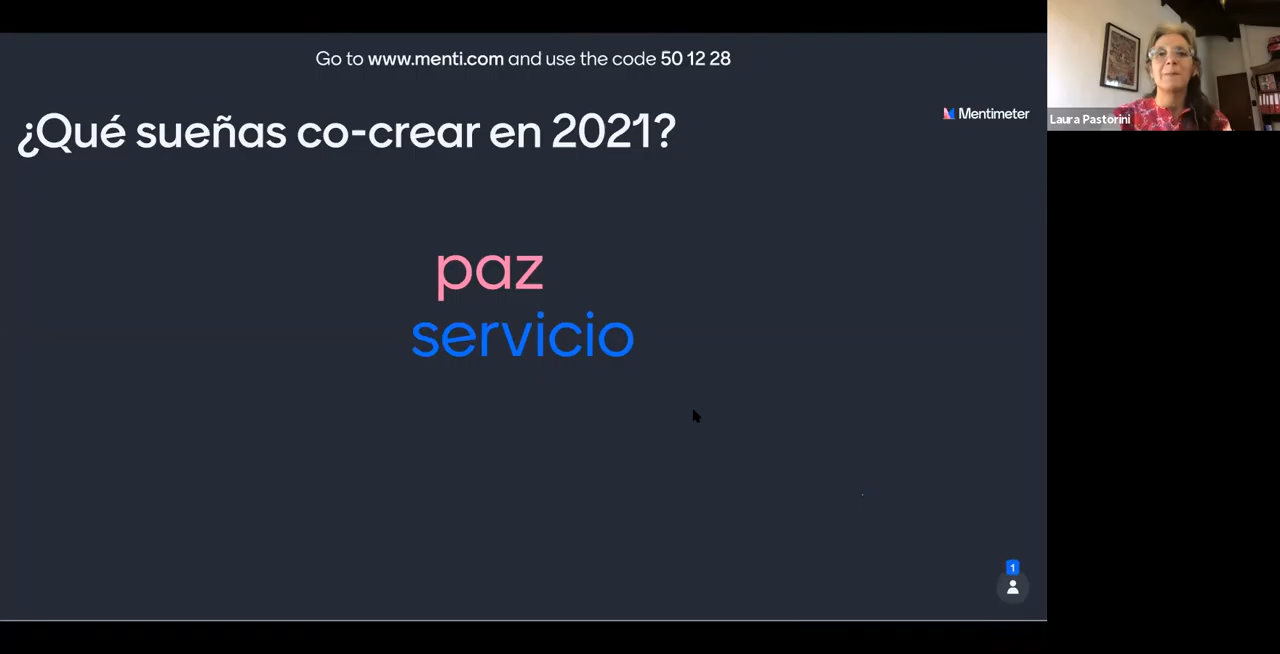 Go to www.menti.com and use the code 50 12 28
¿Qué sueñas co-crear en 2021?
Mentimeter
Laura Pastorini
paz
servicio
1